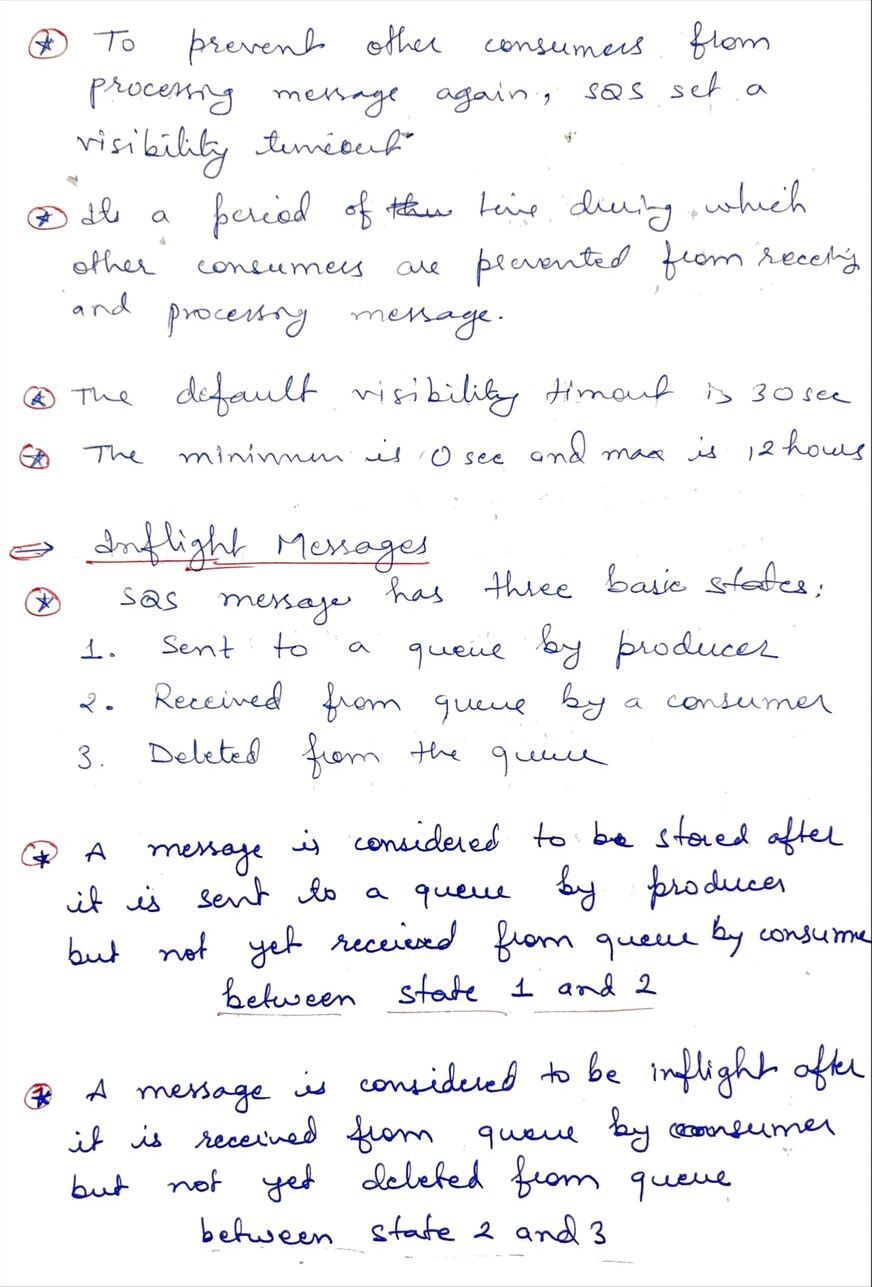 To prevent other consumers from
processing message again, SQS set a
visibility timeout
Its a period of time during which
other consumers are prevented from receving
and processing message.
The default visibility timout is 30 sec
The minimum is 0 sec and max is 12 hours
⇒ Inflight Messages
SQS message has three basic states:
1. Sent to a queue by producer
2. Received from queue by a consumer
3. Deleted from the queue
A message is considered to be stored after
it is sent to a queue by producer
but not yet received from queue by consume
between state 1 and 2
A message is considered to be inflight after
it is received from queue by consumer
but not yet deleted from queue
between state 2 and 3